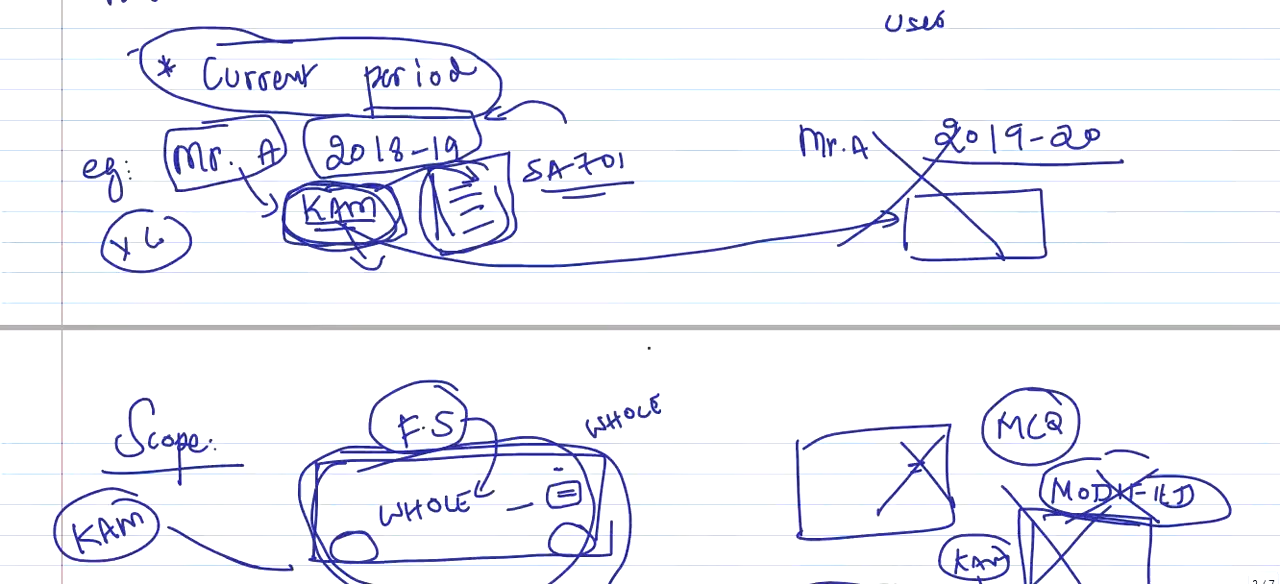 Uses
* Current period
eg: Mr. A 2018-19 SA-701 Mr.A 2019-20
KAM
Scope: F.S WHOLE MCQ
KAM WHOLE MODIFIED
KAM